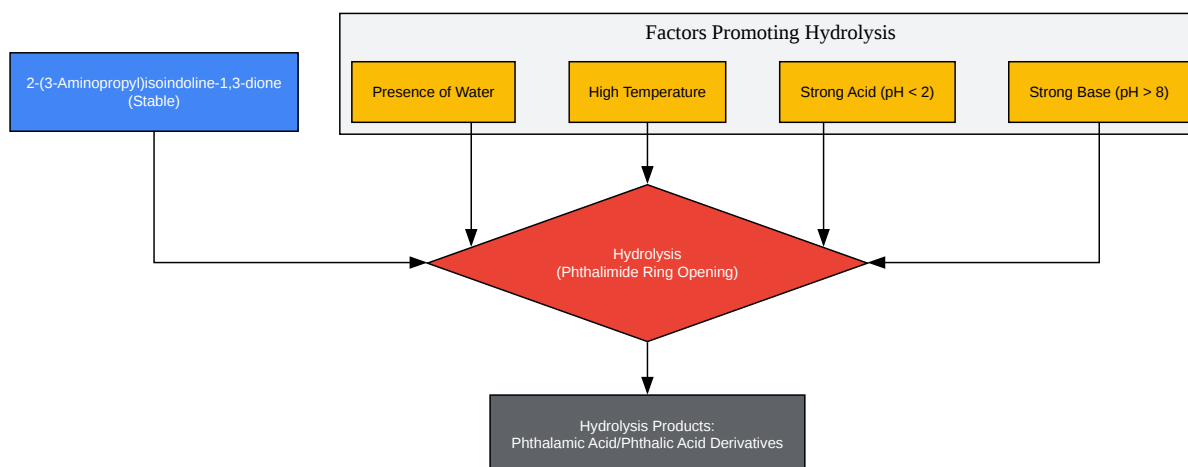 Factors Promoting Hydrolysis
2-(3-Aminopropyl)isoindoline-1,3-dione
(Stable)
Presence of Water
High Temperature
Strong Acid (pH < 2)
Strong Base (pH > 8)
Hydrolysis
(Phthalimide Ring Opening)
Hydrolysis Products:
Phthalamic Acid/Phthalic Acid Derivatives